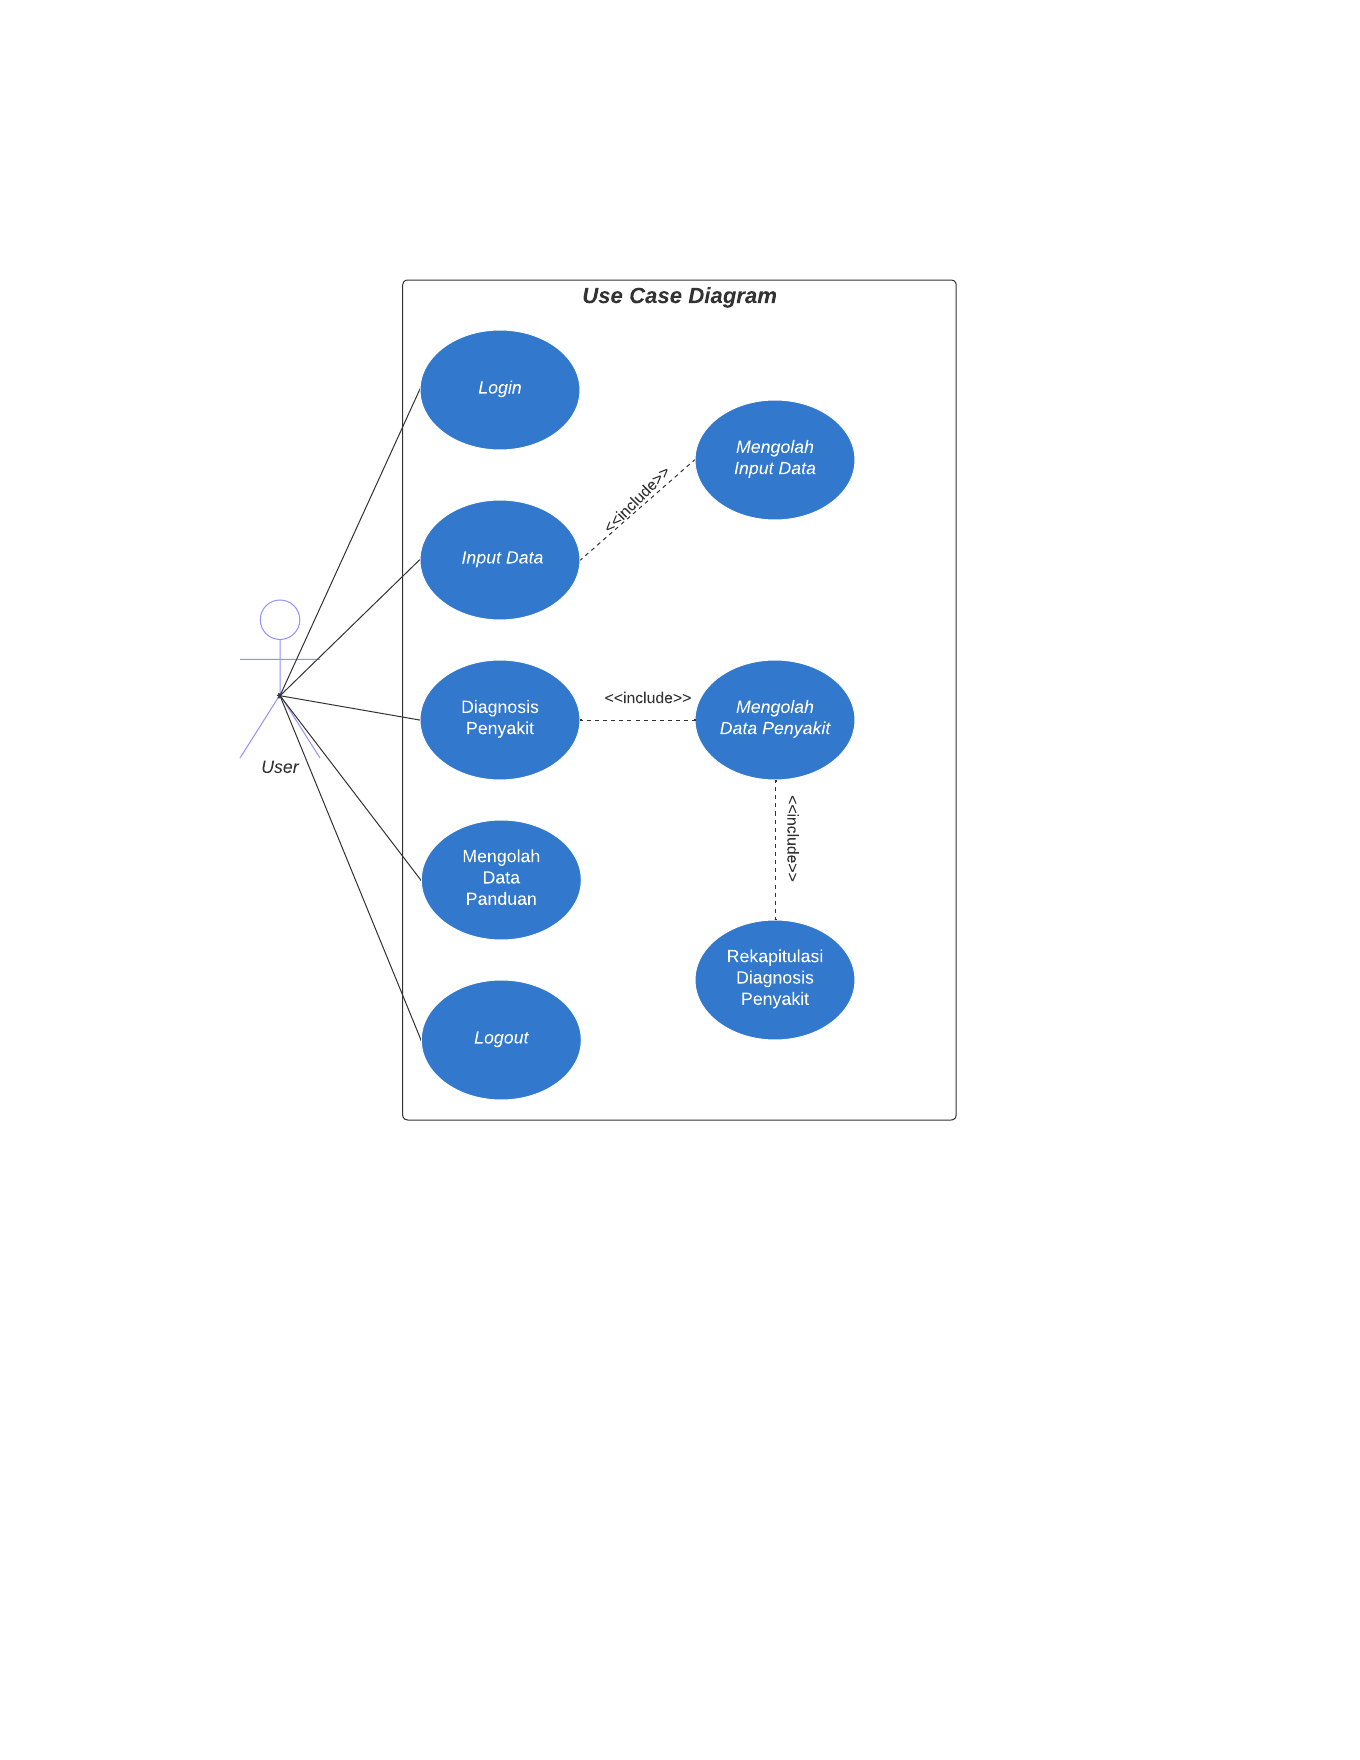 Use Case Diagram
Login
Mengolah
Input Data
<<include>>
Input Data
Diagnosis
Penyakit
<<include>>
Mengolah
Data Penyakit
User
<<include>>
Mengolah
Data
Panduan
Rekapitulasi
Diagnosis
Penyakit
Logout